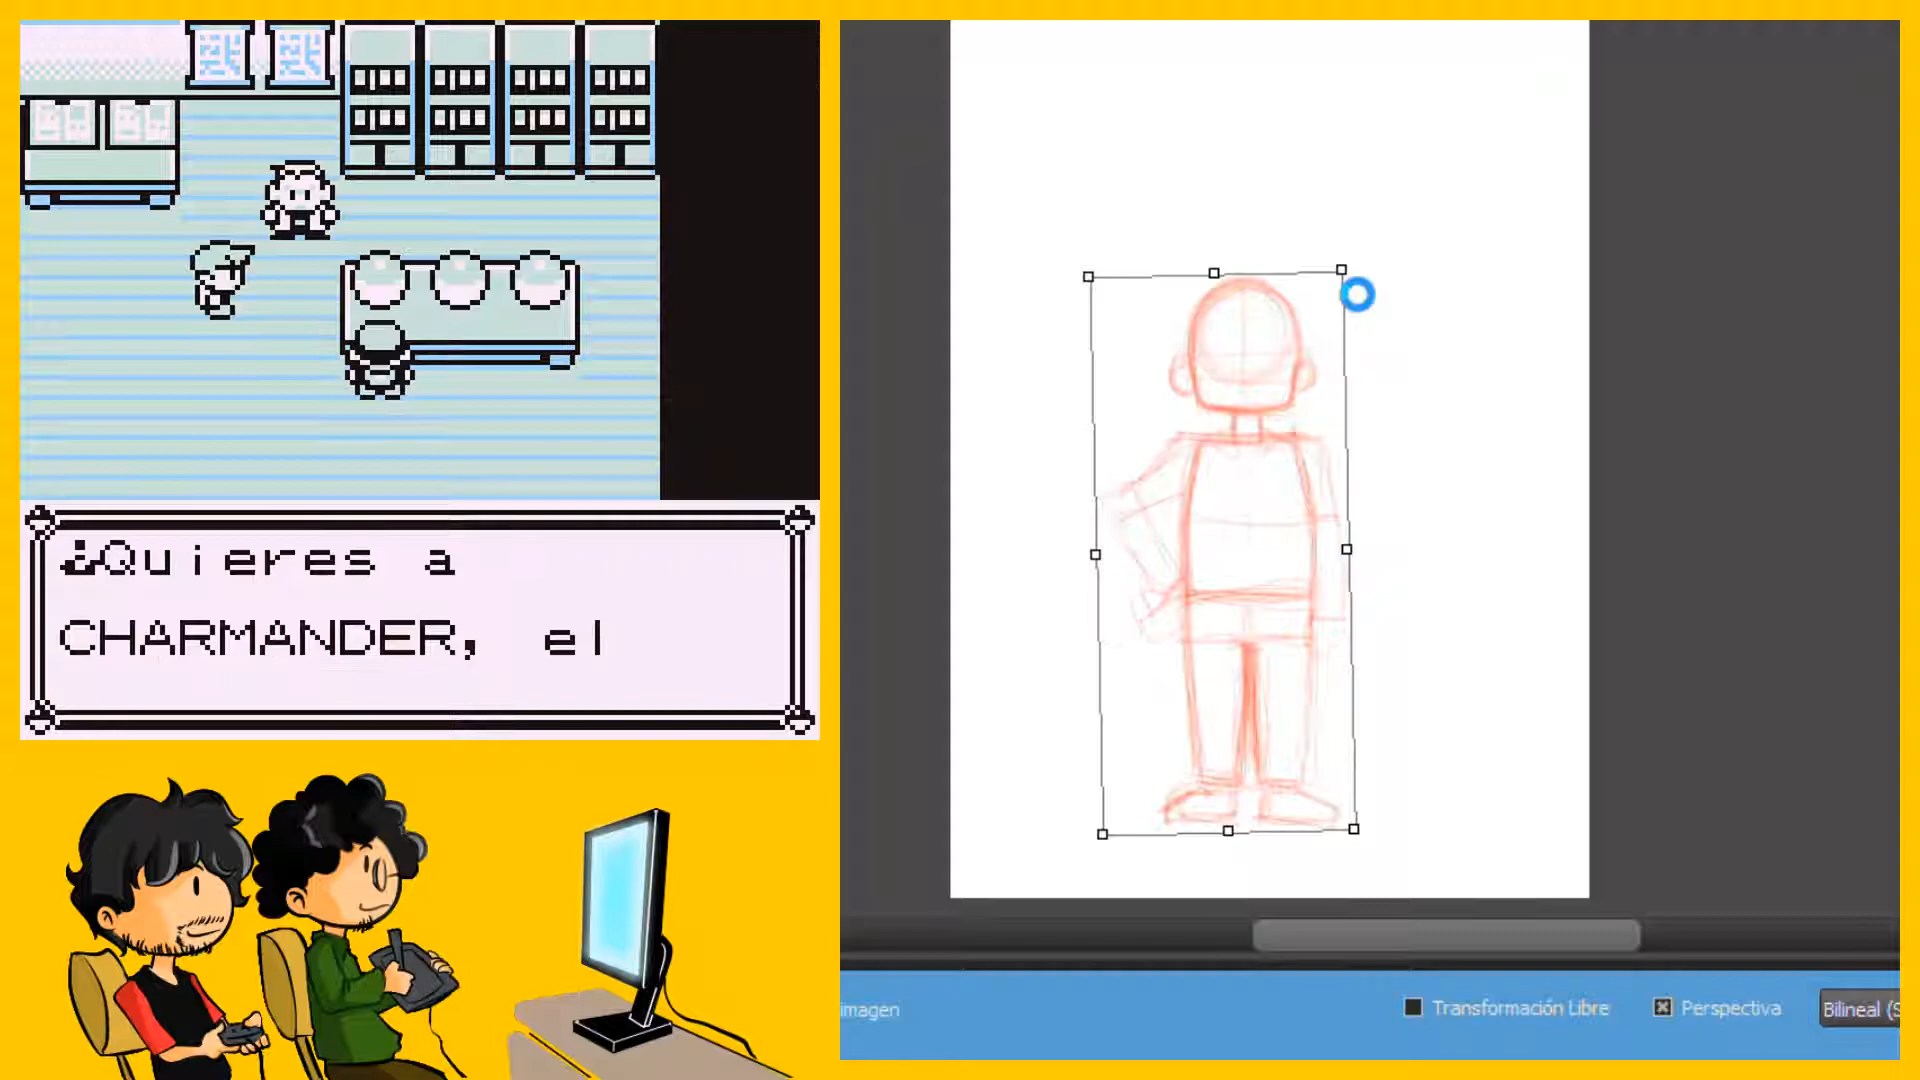 ¿Quieres a
CHARMANDER, el
imagen
Transformación Libre
Perspectiva
Bilineal (S